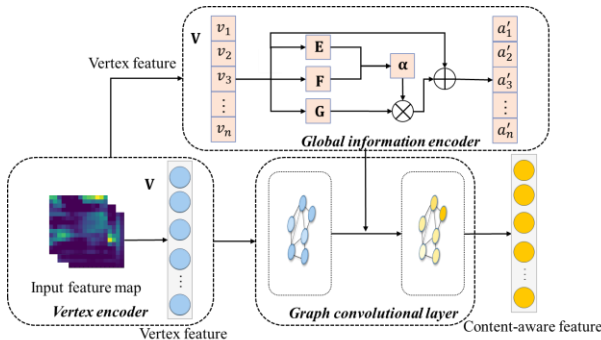 V
v1
v2
v3
⋮
vn
E
F
G
α
a′1
a′2
a′3
⋮
a′n
Vertex feature
Global information encoder
V
⋮
Input feature map
Vertex encoder
Vertex feature
Graph convolutional layer
⋮
Content-aware feature